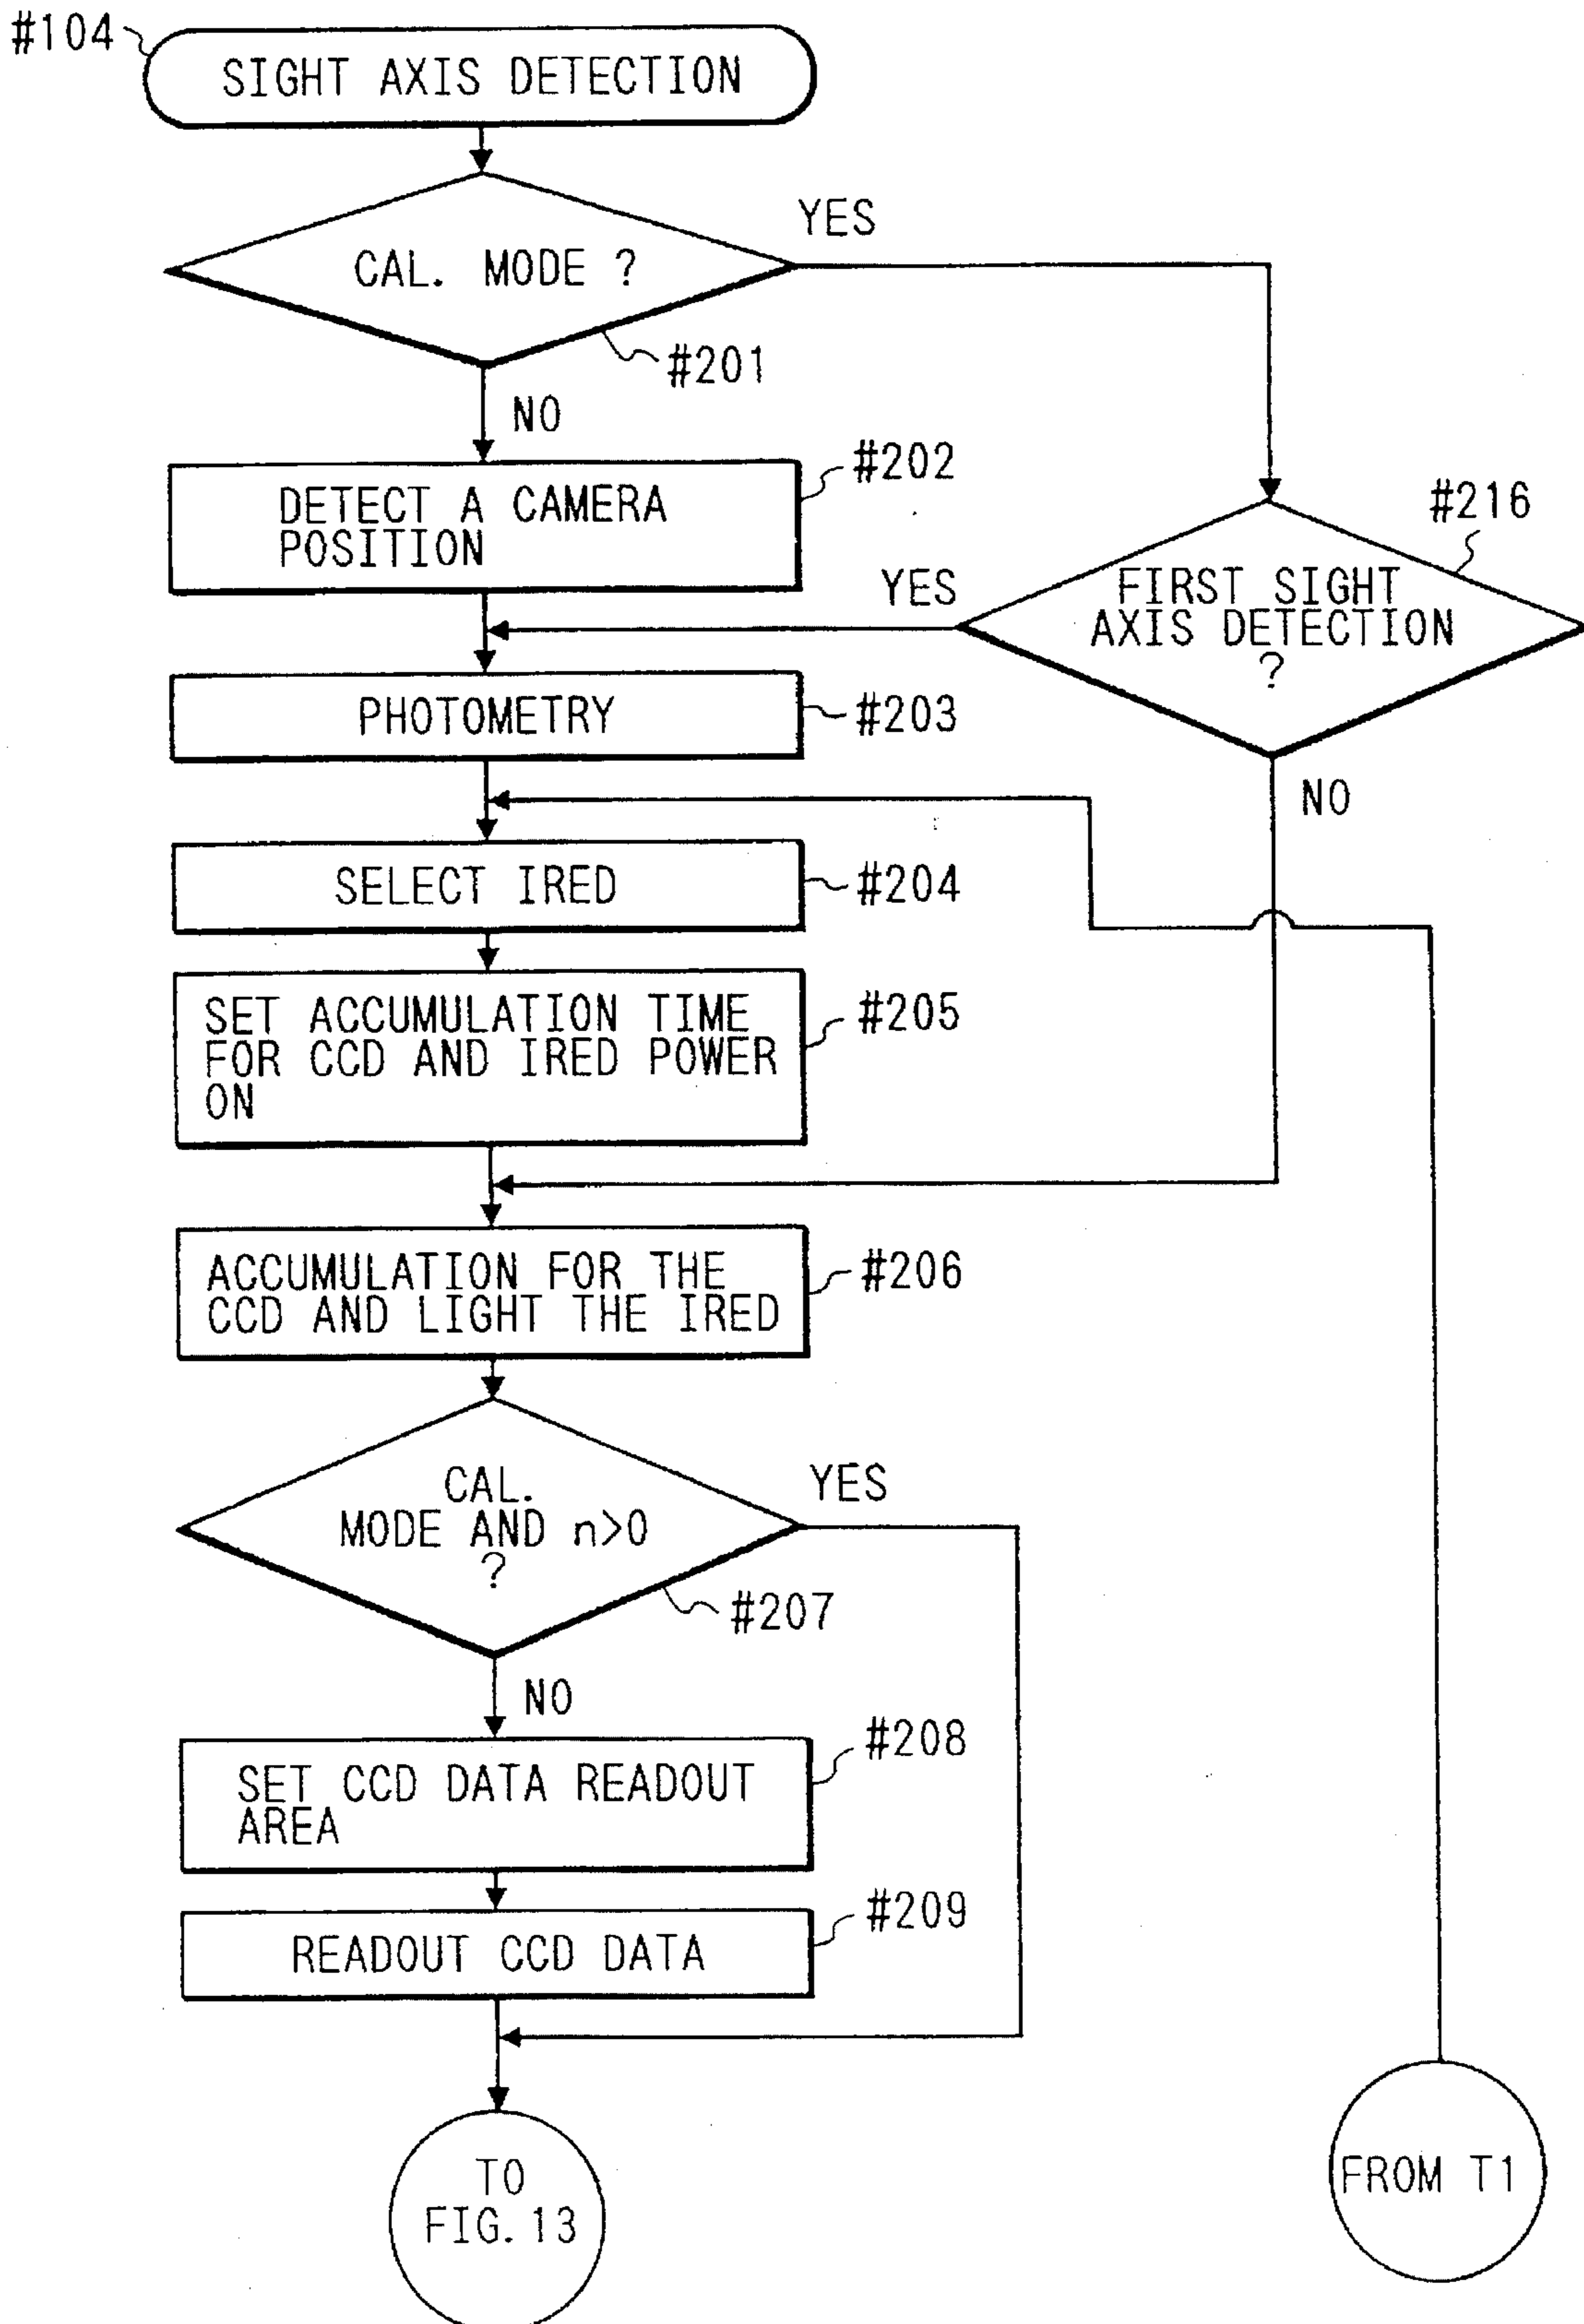 #104
SIGHT AXIS DETECTION
YES
CAL. MODE ?
#201
NO
#202
DETECT A CAMERA
POSITION
#216
YES
FIRST SIGHT
AXIS DETECTION
?
PHOTOMETRY
#203
NO
SELECT IRED
#204
SET ACCUMULATION TIME
FOR CCD AND IRED POWER
ON
#205
ACCUMULATION FOR THE
CCD AND LIGHT THE IRED
#206
CAL.
MODE AND n>0
?
YES
#207
NO
#208
SET CCD DATA READOUT
AREA
#209
READOUT CCD DATA
TO
FIG. 13
FROM T1